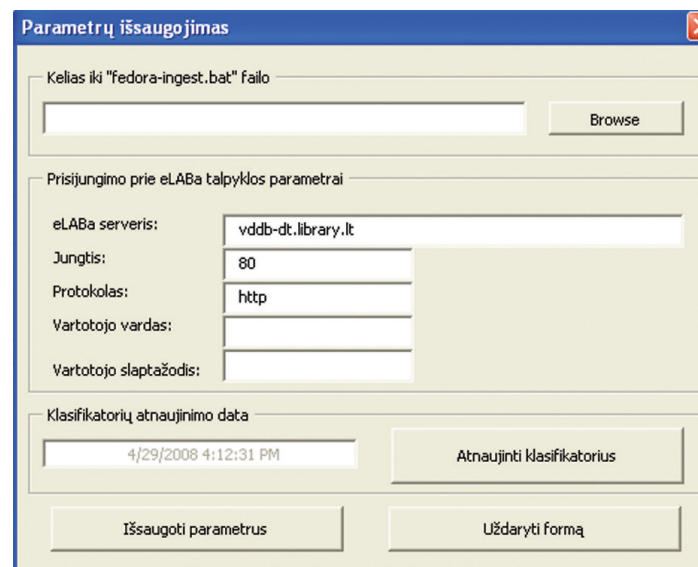 Parametrų išsaugojimas
Kelias iki "fedora-ingest.bat" failo
Browse
Prisijungimo prie eLABa talpyklos parametrai
eLABa serveris: vddb-dt.library.lt
Jungtis: 80
Protokolas: http
Vartotojo vardas:
Vartotojo slaptažodis:
Klasifikatorių atnaujinimo data
4/29/2008 4:12:31 PM Atnaujinti klasifikatorius
Išsaugoti parametrus Uždaryti formą